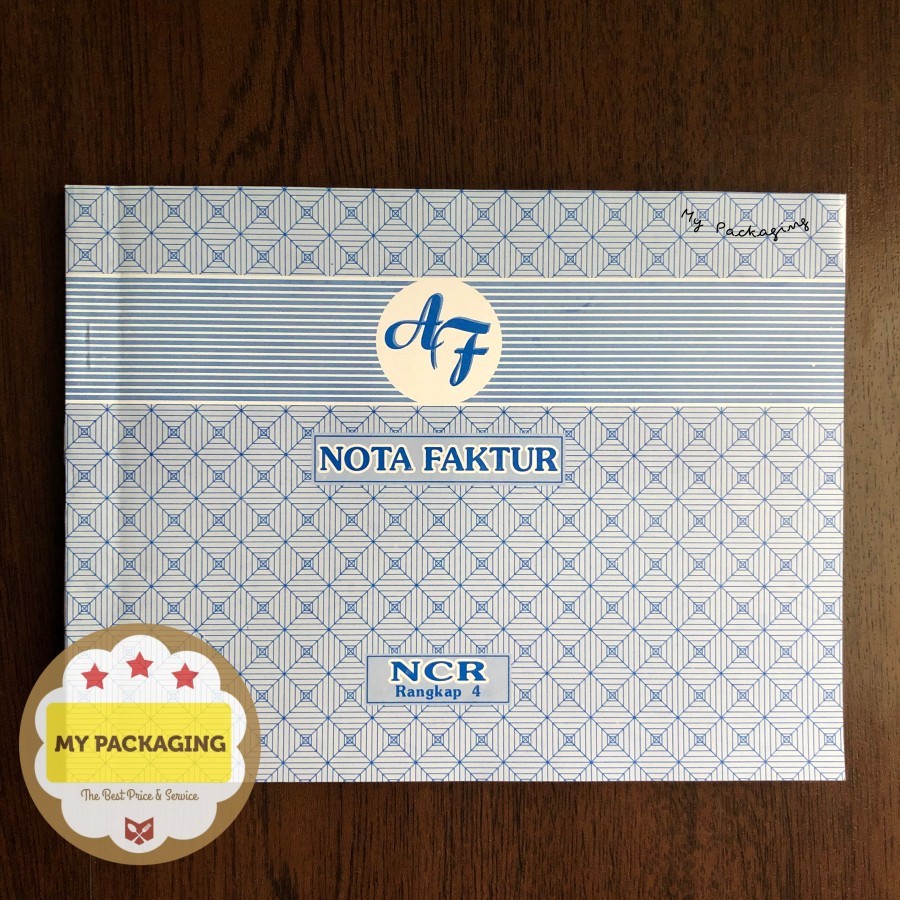 My Packaging
AF
NOTA FAKTUR
NCR
Rangkap 4
MY PACKAGING
The Best Price & Service